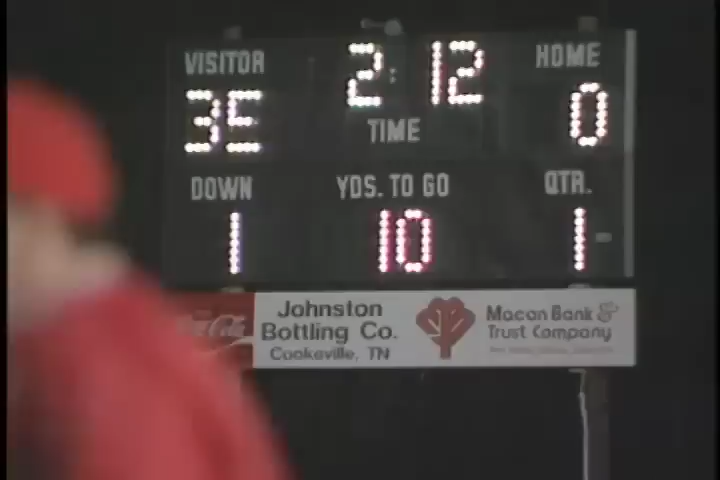 VISITOR 2:12 HOME
35 TIME 0
DOWN YDS. TO GO QTR.
1 10 1
Johnston
Bottling Co.
Cookeville, TN
Macon Bank &
Trust Company